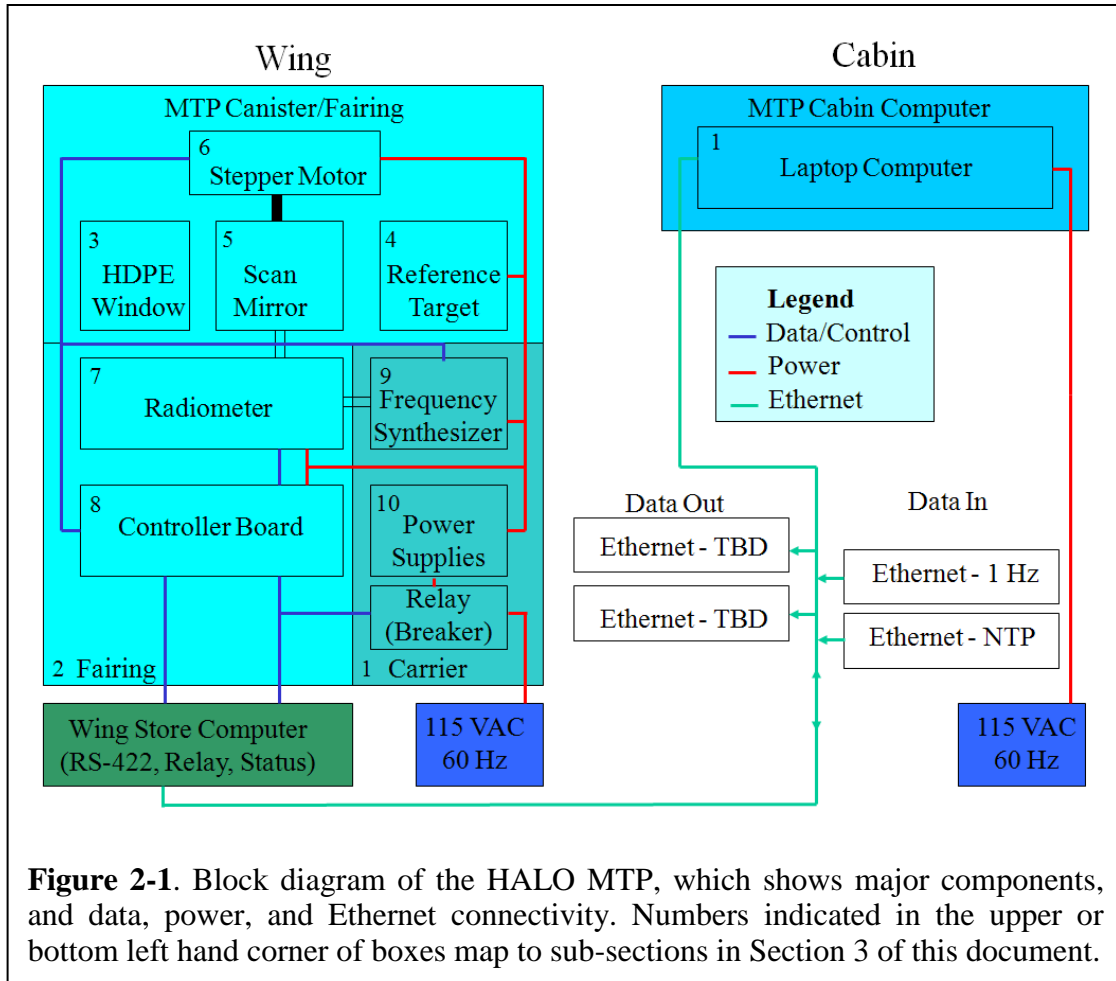 Wing
Cabin
MTP Canister/Fairing
6
Stepper Motor
3
HDPE
Window
5
Scan
Mirror
4
Reference
Target
7
Radiometer
9
Frequency
Synthesizer
8
Controller Board
10
Power
Supplies
Relay
(Breaker)
2 Fairing
1 Carrier
Wing Store Computer
(RS-422, Relay, Status)
115 VAC
60 Hz
MTP Cabin Computer
1
Laptop Computer
Legend
Data/Control
Power
Ethernet
Data Out
Ethernet - TBD
Ethernet - TBD
Data In
Ethernet - 1 Hz
Ethernet - NTP
115 VAC
60 Hz
Figure 2-1. Block diagram of the HALO MTP, which shows major components,
and data, power, and Ethernet connectivity. Numbers indicated in the upper or
bottom left hand corner of boxes map to sub-sections in Section 3 of this document.